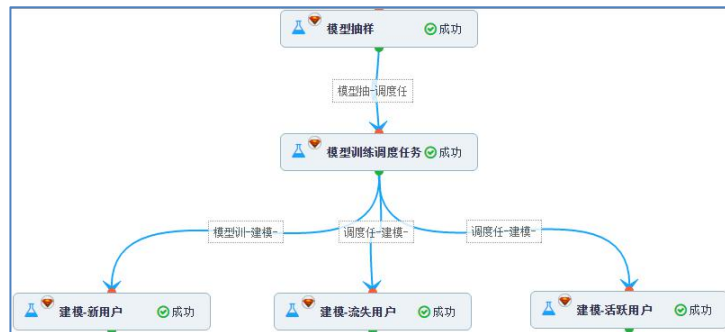 模型抽样 成功
模型抽-调度任
模型训练调度任务 成功
模型训-建模-
调度任-建模-
调度任-建模-
建模-新用户 成功
建模-流失用户 成功
建模-活跃用户 成功